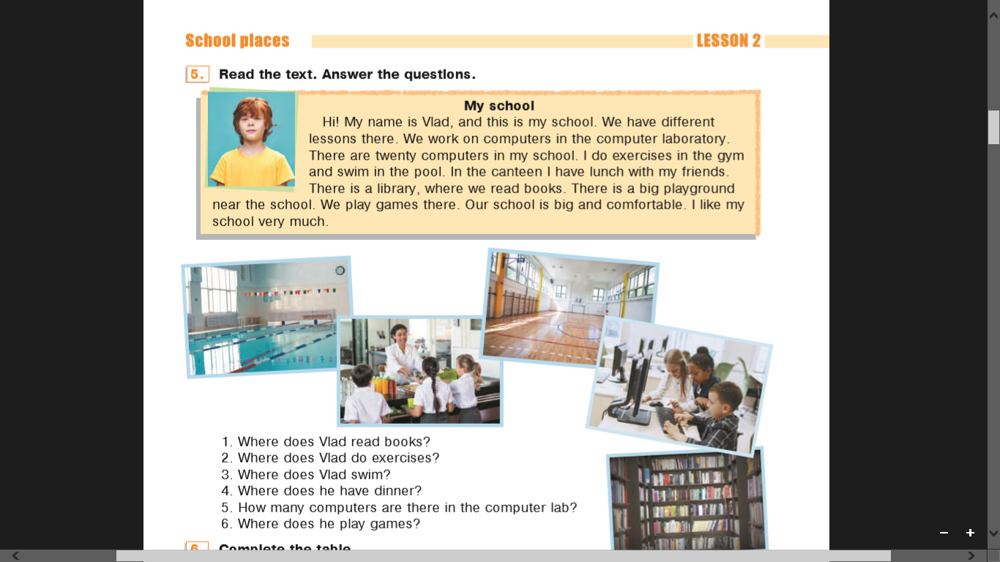 School places
LESSON 2
5. Read the text. Answer the questions.
My school
Hi! My name is Vlad, and this is my school. We have different
lessons there. We work on computers in the computer laboratory.
There are twenty computers in my school. I do exercises in the gym
and swim in the pool. In the canteen I have lunch with my friends.
There is a library, where we read books. There is a big playground
near the school. We play games there. Our school is big and comfortable. I like my
school very much.
1. Where does Vlad read books?
2. Where does Vlad do exercises?
3. Where does Vlad swim?
4. Where does he have dinner?
5. How many computers are there in the computer lab?
6. Where does he play games?
6. Complete the table